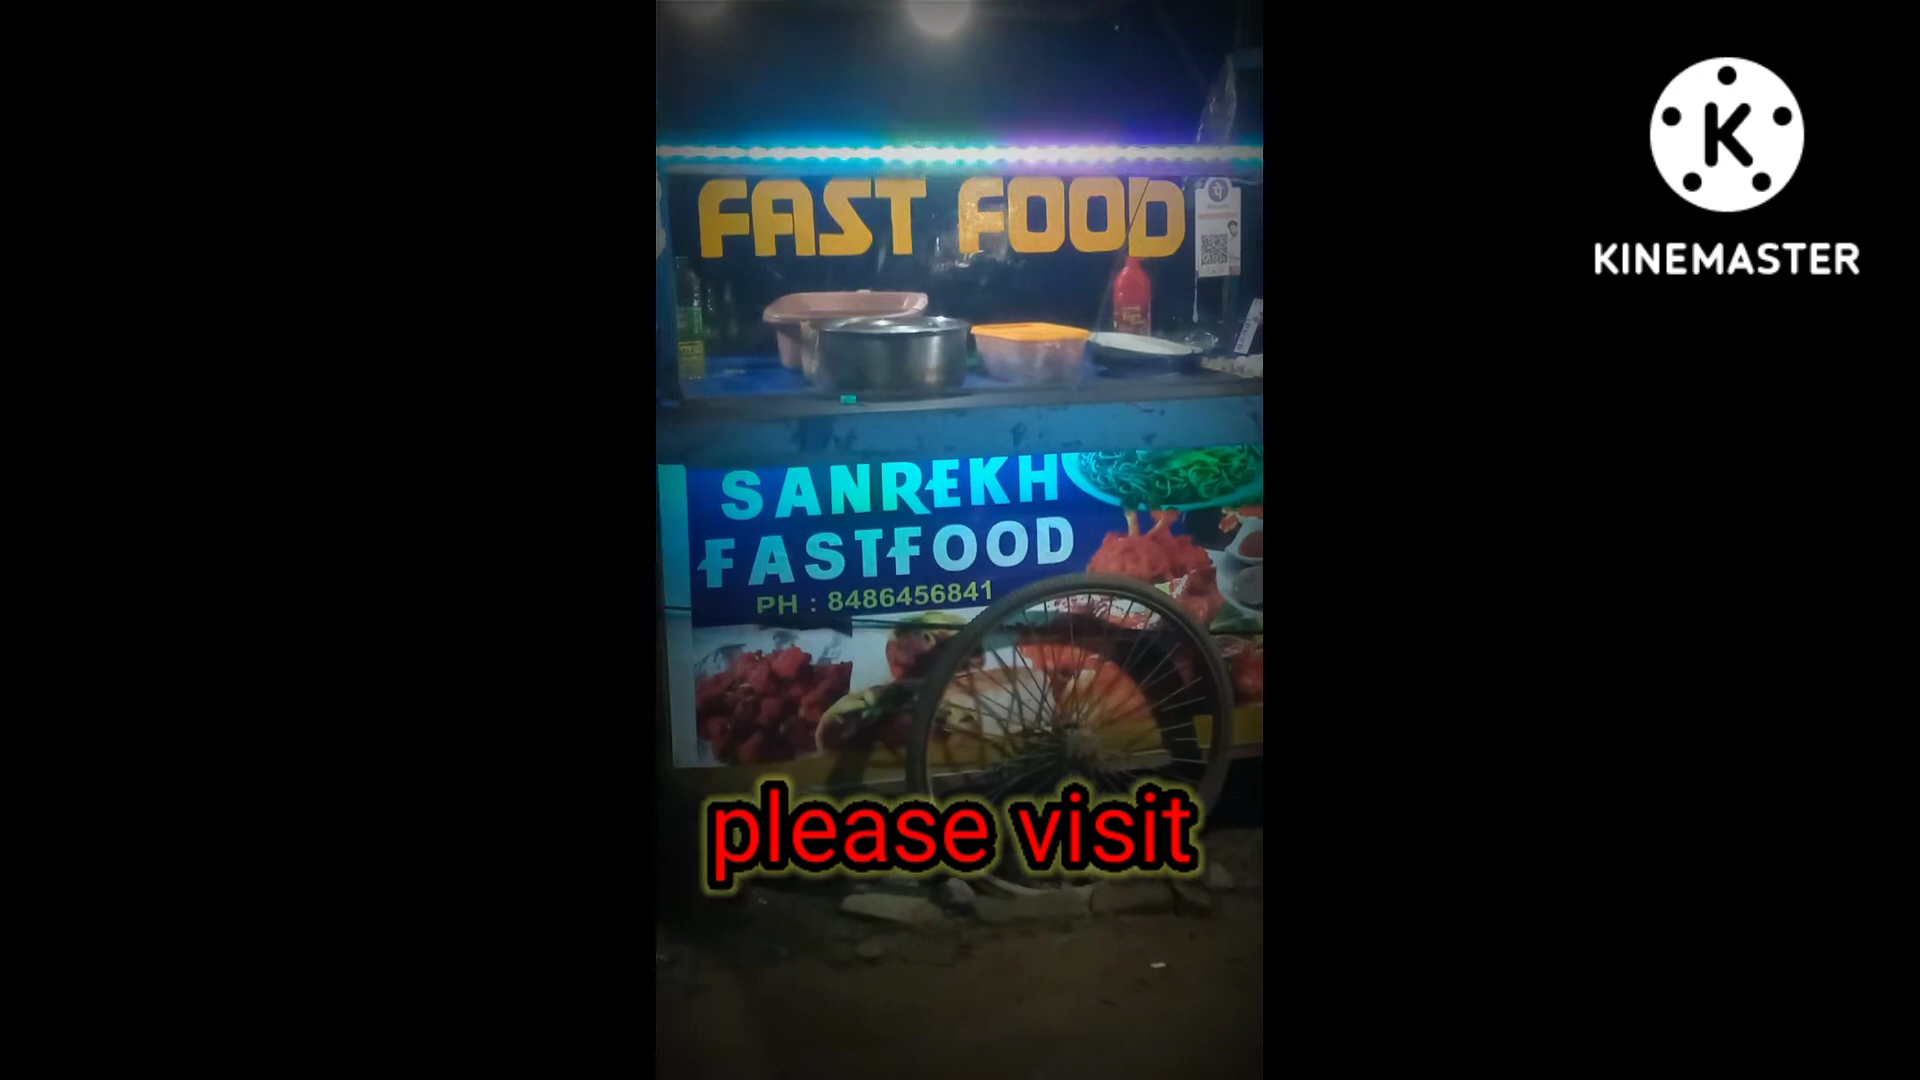 FAST FOOD
पे
SANREKH
FASTFOOD
PH : 8486456841
please visit
K
KINEMASTER